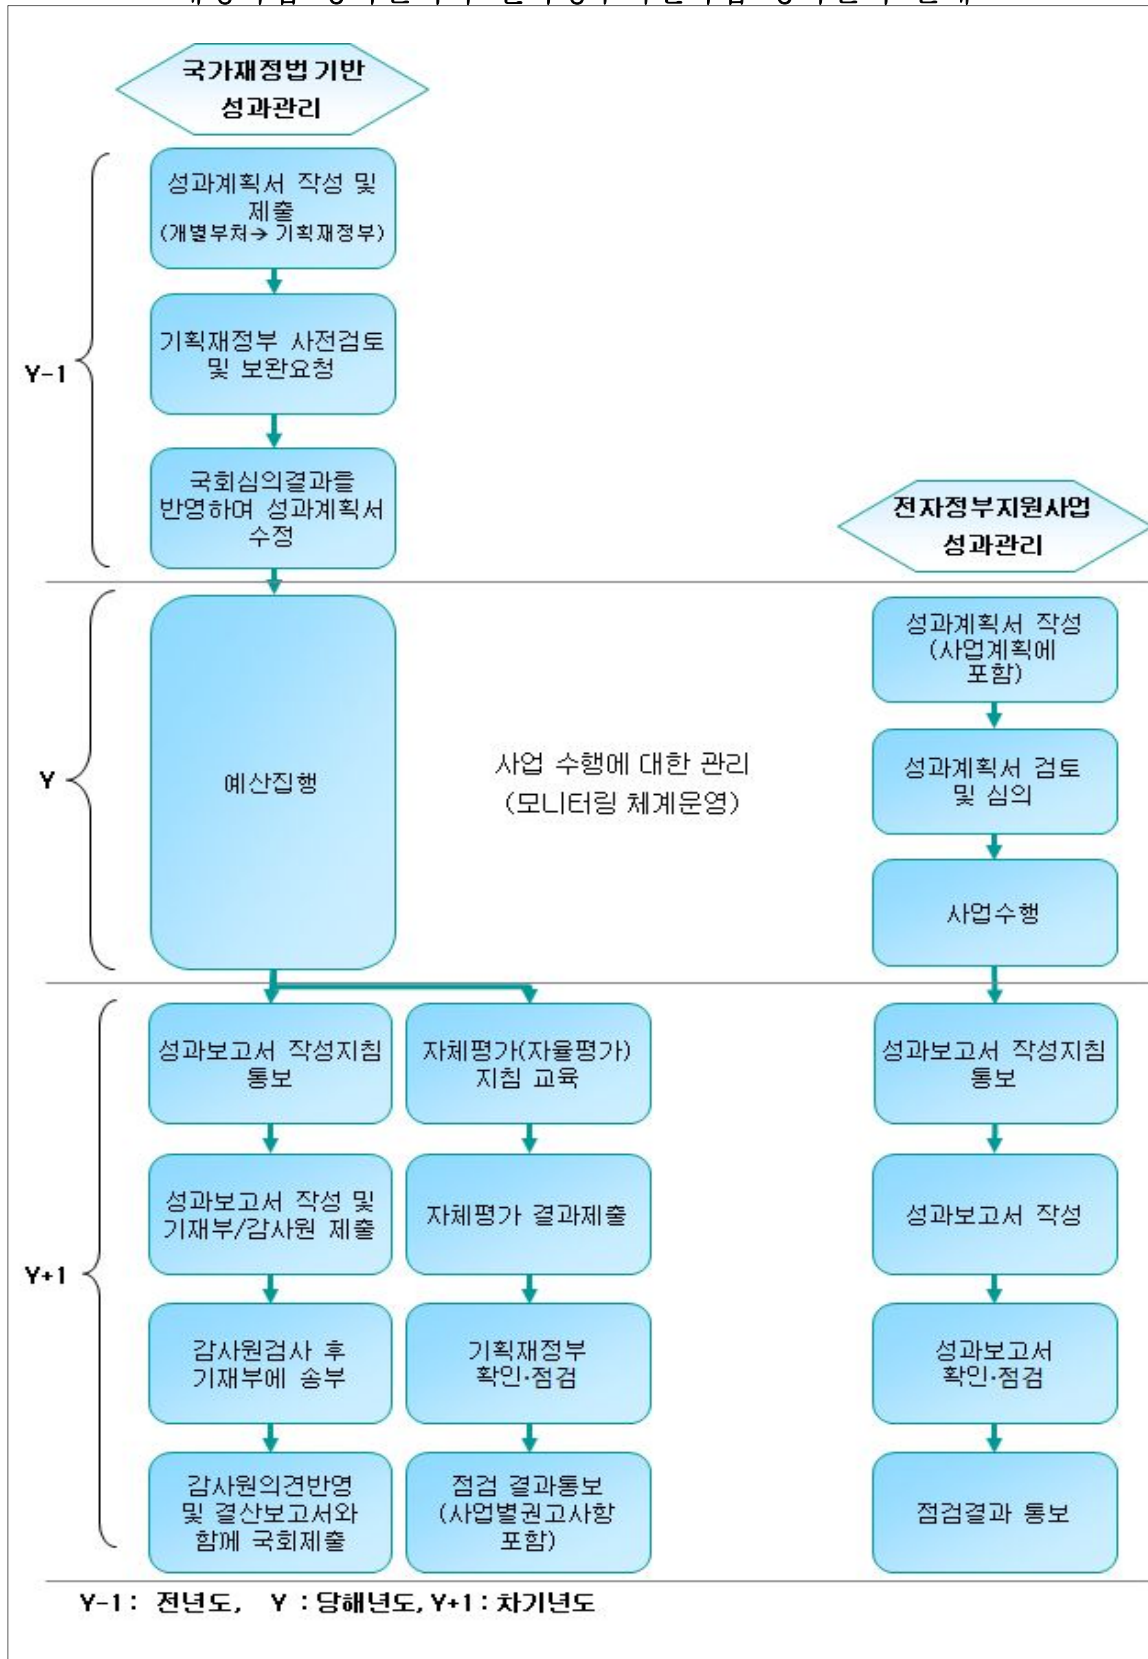 국가재정법 기반
성과관리
성과계획서 작성 및
제출
(개별부처→ 기획재정부)
기획재정부 사전검토
및 보완요청
Y-1
국회심의결과를
반영하여 성과계획서
수정
전자정부지원사업
성과관리
Y
예산집행
사업 수행에 대한 관리
(모니터링 체계운영)
성과계획서 작성
(사업계획에
포함)
성과계획서 검토
및 심의
사업수행
Y+1
성과보고서 작성지침
통보
자체평가(자율평가)
지침 교육
성과보고서 작성지침
통보
성과보고서 작성 및
기재부/감사원 제출
자체평가 결과제출
성과보고서 작성
감사원검사 후
기재부에 송부
기획재정부
확인·점검
성과보고서
확인·점검
감사원의견반영
및 결산보고서와
함께 국회제출
점검 결과통보
(사업별권고사항
포함)
점검결과 통보
Y-1 : 전년도, Y : 당해년도, Y+1 : 차기년도